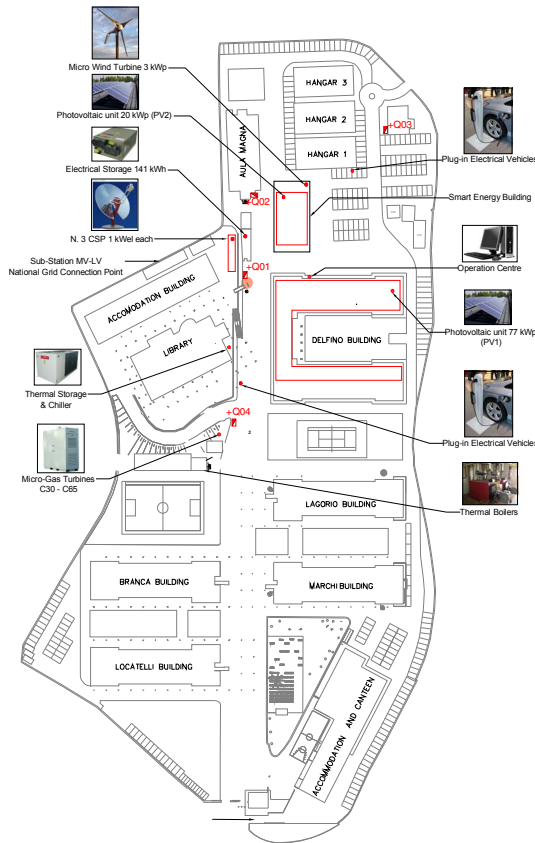 Micro Wind Turbine 3 kWp
Photovoltaic unit 20 kWp (PV2)
Electrical Storage 141 kWh
N. 3 CSP 1 kWel each
Sub-Station MV-LV
National Grid Connection Point
Thermal Storage
& Chiller
Micro-Gas Turbines
C30 - C65
HANGAR 3
HANGAR 2
HANGAR 1
AULA MAGNA
+Q03
+Q02
+Q01
+Q04
Plug-in Electrical Vehicles
Smart Energy Building
Operation Centre
Photovoltaic unit 77 kWp
(PV1)
Plug-in Electrical Vehicles
Thermal Boilers
ACCOMODATION BUILDING
LIBRARY
DELFINO BUILDING
LAGORIO BUILDING
BRANCA BUILDING
MARCHI BUILDING
LOCATELLI BUILDING
ACCOMMODATION AND CANTEEN